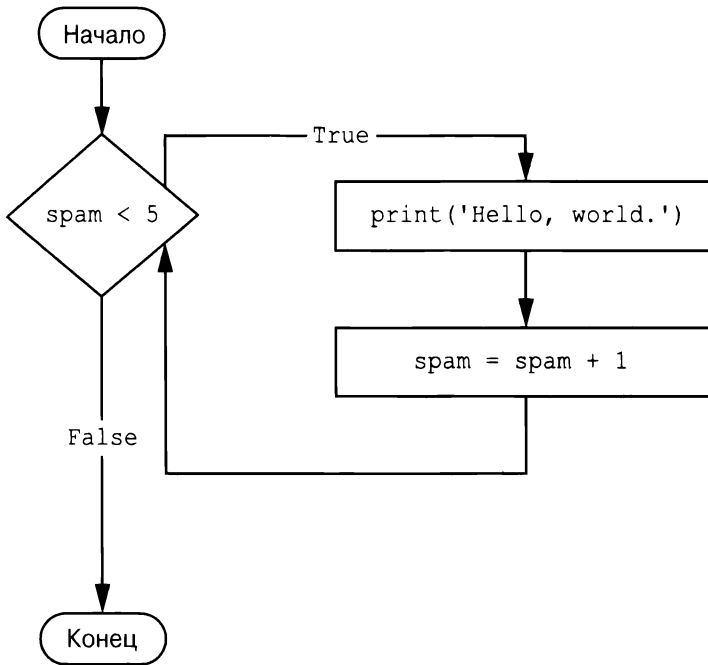 Начало
True
spam < 5
print('Hello, world.')
spam = spam + 1
False
Конец